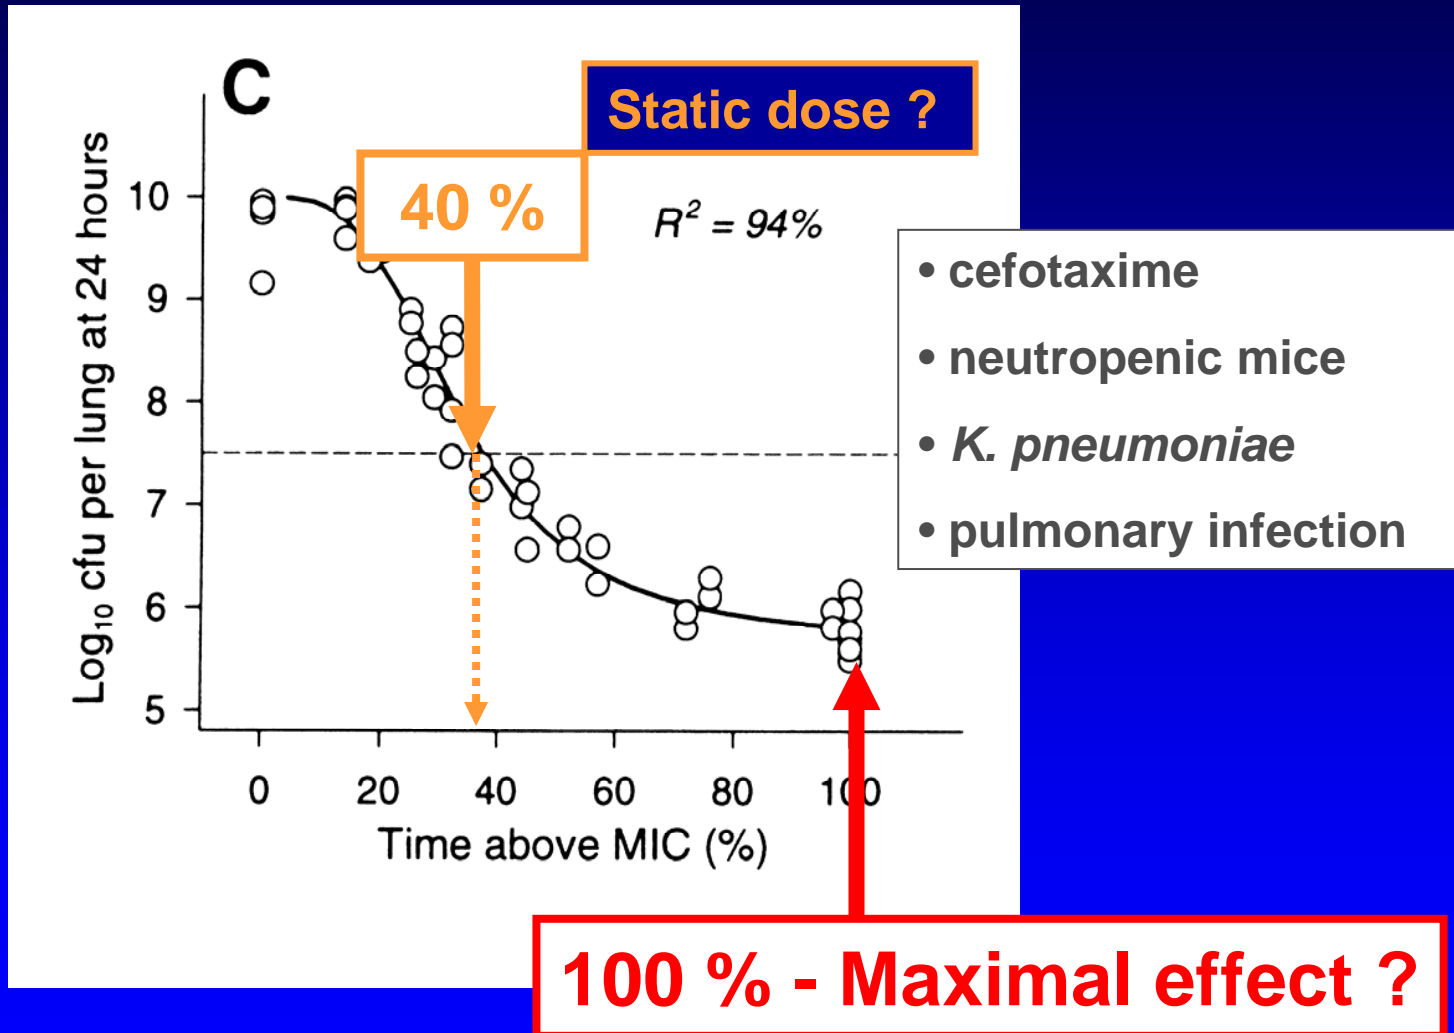 C
Static dose ?
40 %
R² = 94%
Log₁₀ cfu per lung at 24 hours
10
9
8
7
6
5
0 20 40 60 80 100
Time above MIC (%)
• cefotaxime
• neutropenic mice
• K. pneumoniae
• pulmonary infection
100 % - Maximal effect ?